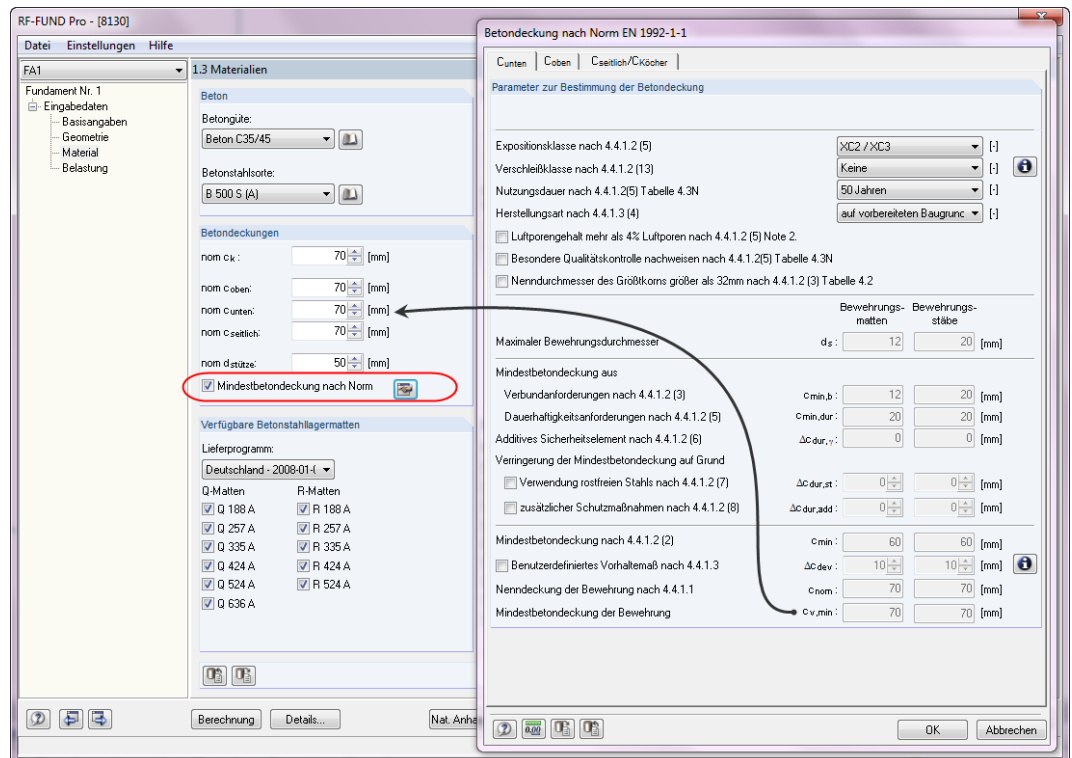 RF-FUND Pro - [8130]
Datei Einstellungen Hilfe
FA1
Fundament Nr. 1
Eingabedaten
Basisangaben
Geometrie
Material
Belastung
1.3 Materialien
Beton
Betongüte:
Beton C35/45
Betonstahlsorte:
B 500 S (A)
Betondeckungen
nom ck : 70 [mm]
nom coben: 70 [mm]
nom cunten: 70 [mm]
nom cseitlich: 70 [mm]
nom dstütze: 50 [mm]
Mindestbetondeckung nach Norm
Verfügbare Betonstahllagermatten
Lieferprogramm:
Deutschland - 2008-01-(
Q-Matten R-Matten
Q 188 A R 188 A
Q 257 A R 257 A
Q 335 A R 335 A
Q 424 A R 424 A
Q 524 A R 524 A
Q 636 A
Berechnung Details... Nat. Anha
Betondeckung nach Norm EN 1992-1-1
Cunten Coben Cseitlich/CKöcher
Parameter zur Bestimmung der Betondeckung
Expositionsklasse nach 4.4.1.2 (5) XC2 / XC3 [-]
Verschleißklasse nach 4.4.1.2 (13) Keine [-]
Nutzungsdauer nach 4.4.1.2(5) Tabelle 4.3N 50 Jahren [-]
Herstellungsart nach 4.4.1.3 (4) auf vorbereiteten Baugrunc [-]
Luftporengehalt mehr als 4% Luftporen nach 4.4.1.2 (5) Note 2.
Besondere Qualitätskontrolle nachweisen nach 4.4.1.2(5) Tabelle 4.3N
Nenndurchmesser des Größtkorns größer als 32mm nach 4.4.1.2 (3) Tabelle 4.2
Bewehrungs- Bewehrungs-
matten stäbe
Maximaler Bewehrungsdurchmesser ds : 12 20 [mm]
Mindestbetondeckung aus
Verbundanforderungen nach 4.4.1.2 (3) cmin,b : 12 20 [mm]
Dauerhaftigkeitsanforderungen nach 4.4.1.2 (5) cmin,dur : 20 20 [mm]
Additives Sicherheitselement nach 4.4.1.2 (6) Δcdur,γ : 0 0 [mm]
Verringerung der Mindestbetondeckung auf Grund
Verwendung rostfreien Stahls nach 4.4.1.2 (7) Δcdur,st : 0 0 [mm]
zusätzlicher Schutzmaßnahmen nach 4.4.1.2 (8) Δcdur,add : 0 0 [mm]
Mindestbetondeckung nach 4.4.1.2 (2) cmin : 60 60 [mm]
Benutzerdefiniertes Vorhaltemaß nach 4.4.1.3 Δcdev : 10 10 [mm]
Nenndeckung der Bewehrung nach 4.4.1.1 cnom : 70 70 [mm]
Mindestbetondeckung der Bewehrung cv,min : 70 70 [mm]
0.00
OK Abbrechen